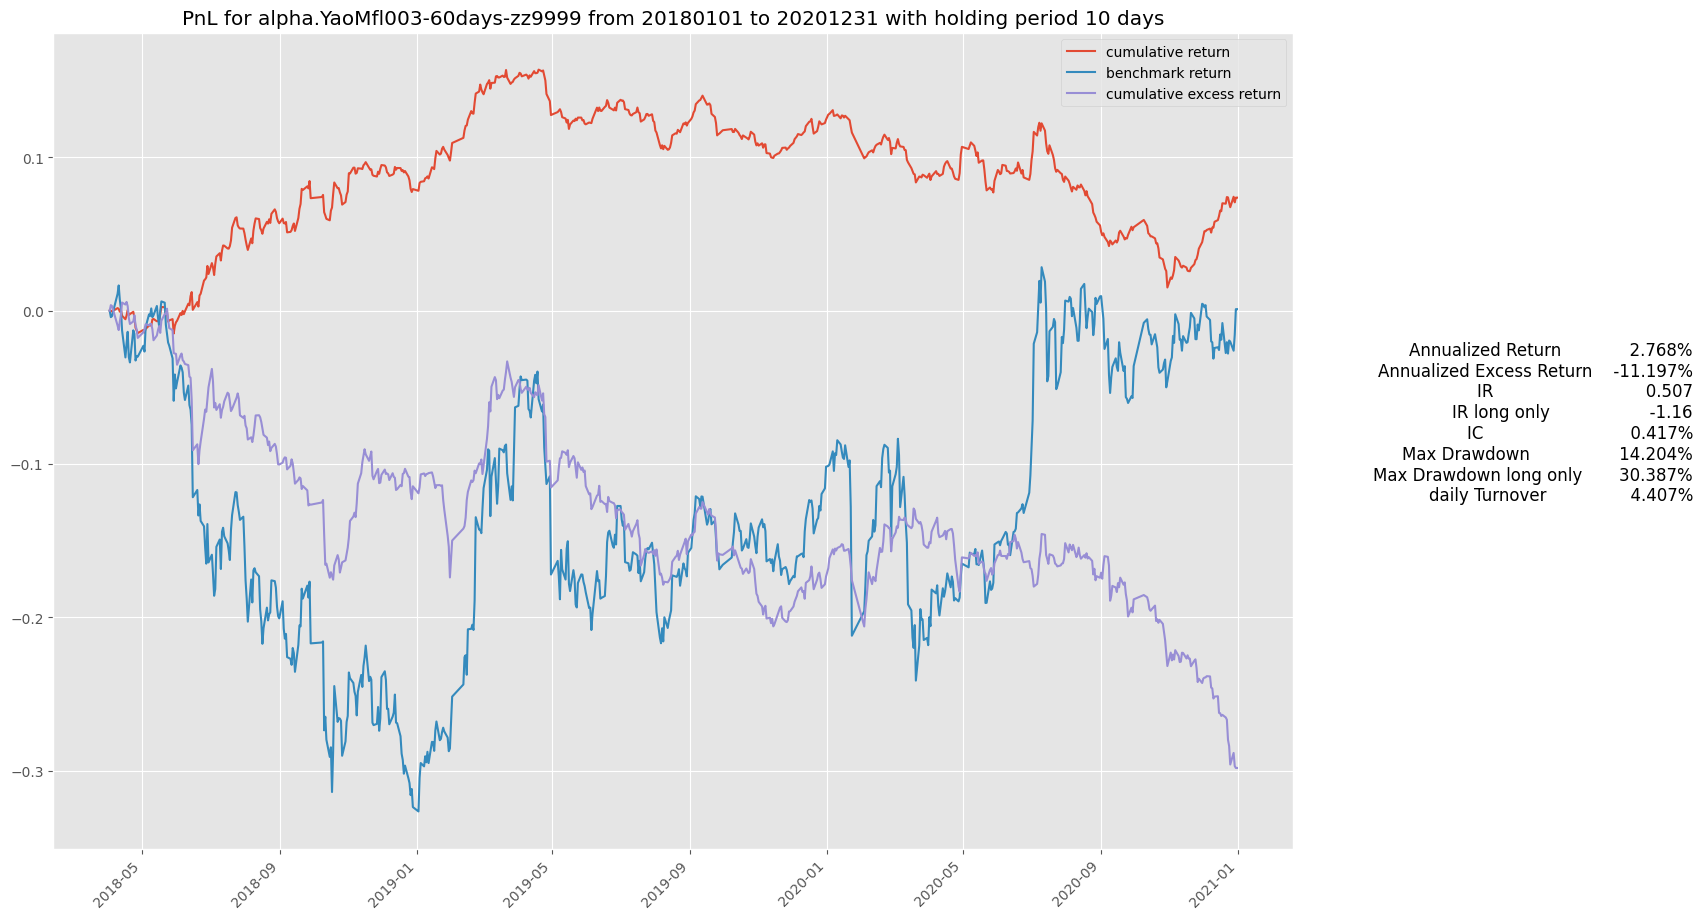 PnL for alpha.YaoMfl003-60days-zz9999 from 20180101 to 20201231 with holding period 10 days
cumulative return
benchmark return
cumulative excess return
0.1
0.0
−0.1
−0.2
−0.3
2018-05
2018-09
2019-01
2019-05
2019-09
2020-01
2020-05
2020-09
2021-01
Annualized Return 2.768%
Annualized Excess Return -11.197%
IR 0.507
IR long only -1.16
IC 0.417%
Max Drawdown 14.204%
Max Drawdown long only 30.387%
daily Turnover 4.407%